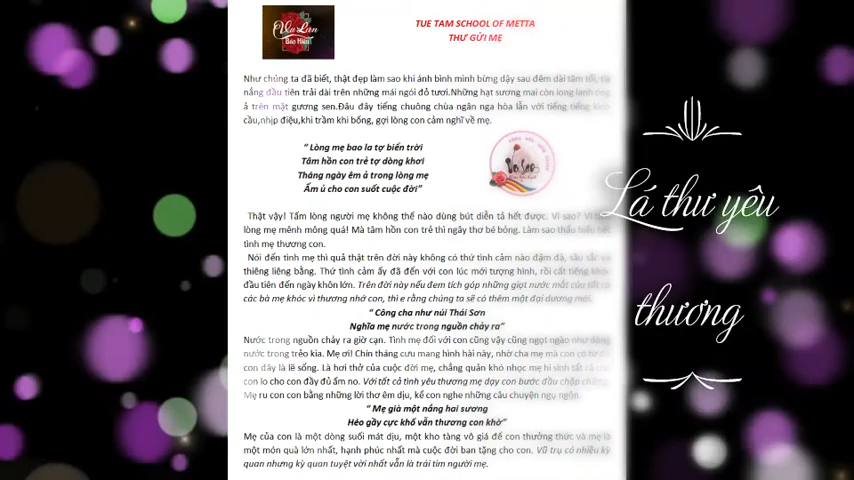 Vu Lan
Báo Hiếu
TUE TAM SCHOOL OF METTA
THƯ GỬI MẸ
Như chúng ta đã biết, thật đẹp làm sao khi ánh bình minh bừng dậy sau đêm dài tăm tối, tia
nắng đầu tiên trải dài trên những mái ngói đỏ tươi.Những hạt sương mai còn long lanh
ả trên mặt gương sen.Đâu đây tiếng chuông chùa ngân nga hòa lẫn với tiếng tiếng
cầu,nhịp điệu,khi trầm khi bổng, gợi lòng con cảm nghĩ về mẹ.
“ Lòng mẹ bao la tợ biển trời
Tâm hồn con trẻ tợ dòng khơi
Tháng ngày êm ả trong lòng mẹ
Ấm ủ cho con suốt cuộc đời”
Thật vậy! Tấm lòng người mẹ không thể nào dùng bút diễn tả hết được. Vì sao? Vì
lòng mẹ mênh mông quá! Mà tâm hồn con trẻ thì ngây thơ bé bỏng. Làm sao thấu hiểu hết
tình mẹ thương con.
Nói đến tình mẹ thì quả thật trên đời này không có thứ tình cảm nào đậm đà, sâu sắc và
thiêng liêng bằng. Thứ tình cảm ấy đã đến với con lúc mới tượng hình, rồi cất tiếng khóc
đầu tiên đến ngày khôn lớn. Trên đời này nếu đem tích góp những giọt nước mắt của tất cả
các bà mẹ khóc vì thương nhớ con, thì e rằng chúng ta sẽ có thêm một đại dương mới.
“ Công cha như núi Thái Sơn
Nghĩa mẹ nước trong nguồn chảy ra”
Nước trong nguồn chảy ra giờ cạn. Tình mẹ đối với con cũng vậy cũng ngọt ngào như dòng
nước trong trẻo kia. Mẹ ơi! Chín tháng cưu mang hình hài này, nhờ cha mẹ mà con có
con đây là lẽ sống. Là hơi thở của cuộc đời mẹ, chẳng quản khó nhọc mẹ hi sinh tất cả
con lo cho con đầy đủ ấm no. Với tất cả tình yêu thương mẹ dạy con bước đầu chập chững.
Mẹ ru con con bằng những lời thơ êm dịu, kể con nghe những câu chuyện ngụ ngôn.
“ Mẹ già một nắng hai sương
Héo gầy cực khổ vẫn thương con khờ”
Mẹ của con là một dòng suối mát dịu, một kho tàng vô giá để con thưởng thức và mẹ là
một món quà lớn nhất, hạnh phúc nhất mà cuộc đời ban tặng cho con. Vũ trụ có nhiều kỳ
quan nhưng kỳ quan tuyệt vời nhất vẫn là trái tim người mẹ.
Lá thư yêu
thương